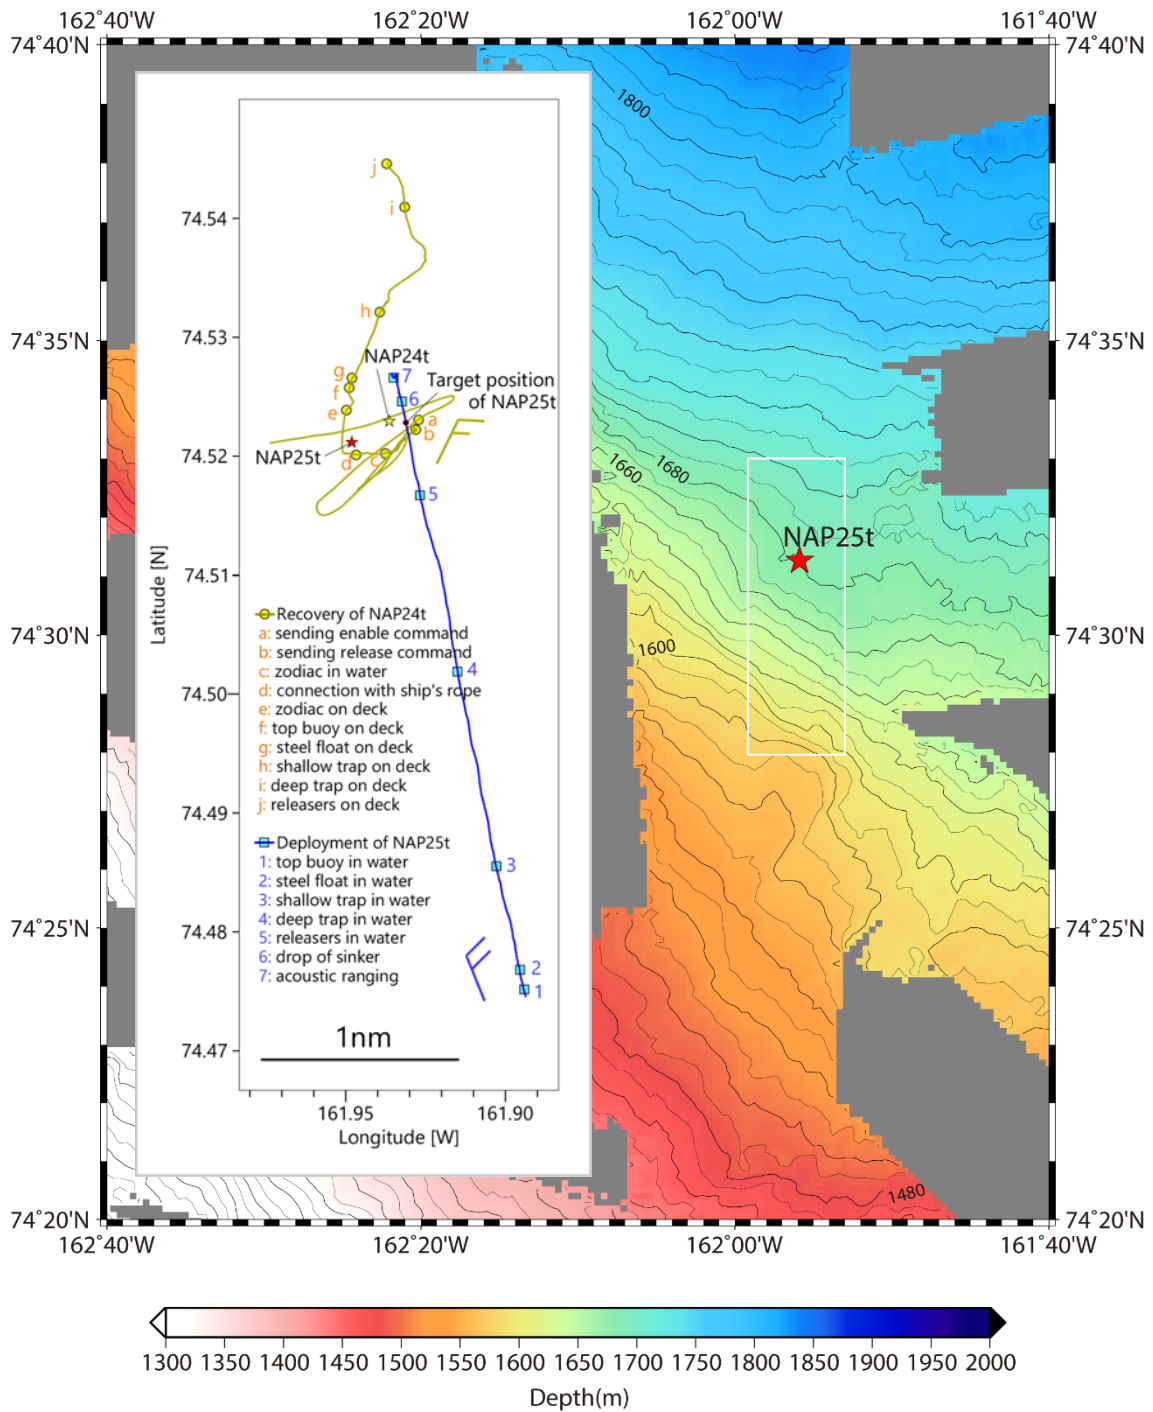 162°40'W 162°20'W 162°00'W 161°40'W
74°40'N 74°40'N
1800
j
i
74.54
h
74.53
74°35'N 74°35'N
NAP24t
g 7
Target position
of NAP25t
f 6
e a
b
NAP25t d c
74.52
1660 1680
5
NAP25t
74.51
Latitude [N]
Recovery of NAP24t
a: sending enable command
b: sending release command
c: zodiac in water
d: connection with ship's rope
e: zodiac on deck
f: top buoy on deck
g: steel float on deck
h: shallow trap on deck
i: deep trap on deck
j: releasers on deck
74°30'N 74°30'N
1600
4
74.50
74.49
Deployment of NAP25t
1: top buoy in water
2: steel float in water
3: shallow trap in water
4: deep trap in water
5: releasers in water
6: drop of sinker
7: acoustic ranging
3
74.48
74°25'N 74°25'N
2
1
1nm
74.47
161.95 161.90
Longitude [W]
1480
74°20'N 74°20'N
162°40'W 162°20'W 162°00'W 161°40'W
1300 1350 1400 1450 1500 1550 1600 1650 1700 1750 1800 1850 1900 1950 2000
Depth(m)